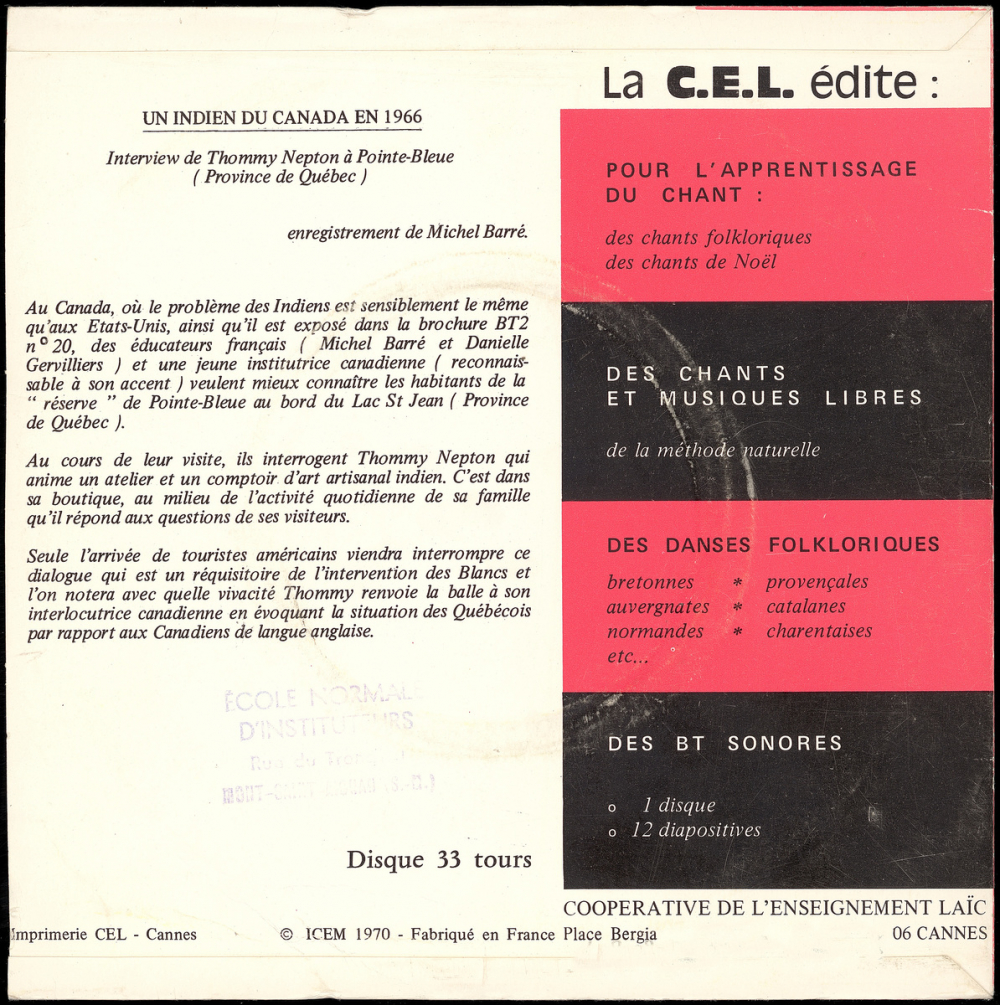 UN INDIEN DU CANADA EN 1966
Interview de Thommy Nepton à Pointe-Bleue
( Province de Québec )
enregistrement de Michel Barré.
Au Canada, où le problème des Indiens est sensiblement le même
qu'aux Etats-Unis, ainsi qu'il est exposé dans la brochure BT2
n° 20, des éducateurs français ( Michel Barré et Danielle
Gervilliers ) et une jeune institutrice canadienne ( reconnais-
sable à son accent ) veulent mieux connaître les habitants de la
“ réserve ” de Pointe-Bleue au bord du Lac St Jean ( Province
de Québec ).
Au cours de leur visite, ils interrogent Thommy Nepton qui
anime un atelier et un comptoir d'art artisanal indien. C'est dans
sa boutique, au milieu de l'activité quotidienne de sa famille
qu'il répond aux questions de ses visiteurs.
Seule l'arrivée de touristes américains viendra interrompre ce
dialogue qui est un réquisitoire de l'intervention des Blancs et
l'on notera avec quelle vivacité Thommy renvoie la balle à son
interlocutrice canadienne en évoquant la situation des Québécois
par rapport aux Canadiens de langue anglaise.
ÉCOLE NORMALE
D'INSTITUTEURS
Rue du
MONT-SAINT-AIGNAN (S.-M.)
Disque 33 tours
Imprimerie CEL - Cannes
© ICEM 1970 - Fabriqué en France
La C.E.L. édite :
POUR L'APPRENTISSAGE
DU CHANT :
des chants folkloriques
des chants de Noël
DES CHANTS
ET MUSIQUES LIBRES
de la méthode naturelle
DES DANSES FOLKLORIQUES
bretonnes * provençales
auvergnates * catalanes
normandes * charentaises
etc...
DES BT SONORES
o 1 disque
o 12 diapositives
COOPERATIVE DE L'ENSEIGNEMENT LAÏC
Place Bergia 06 CANNES